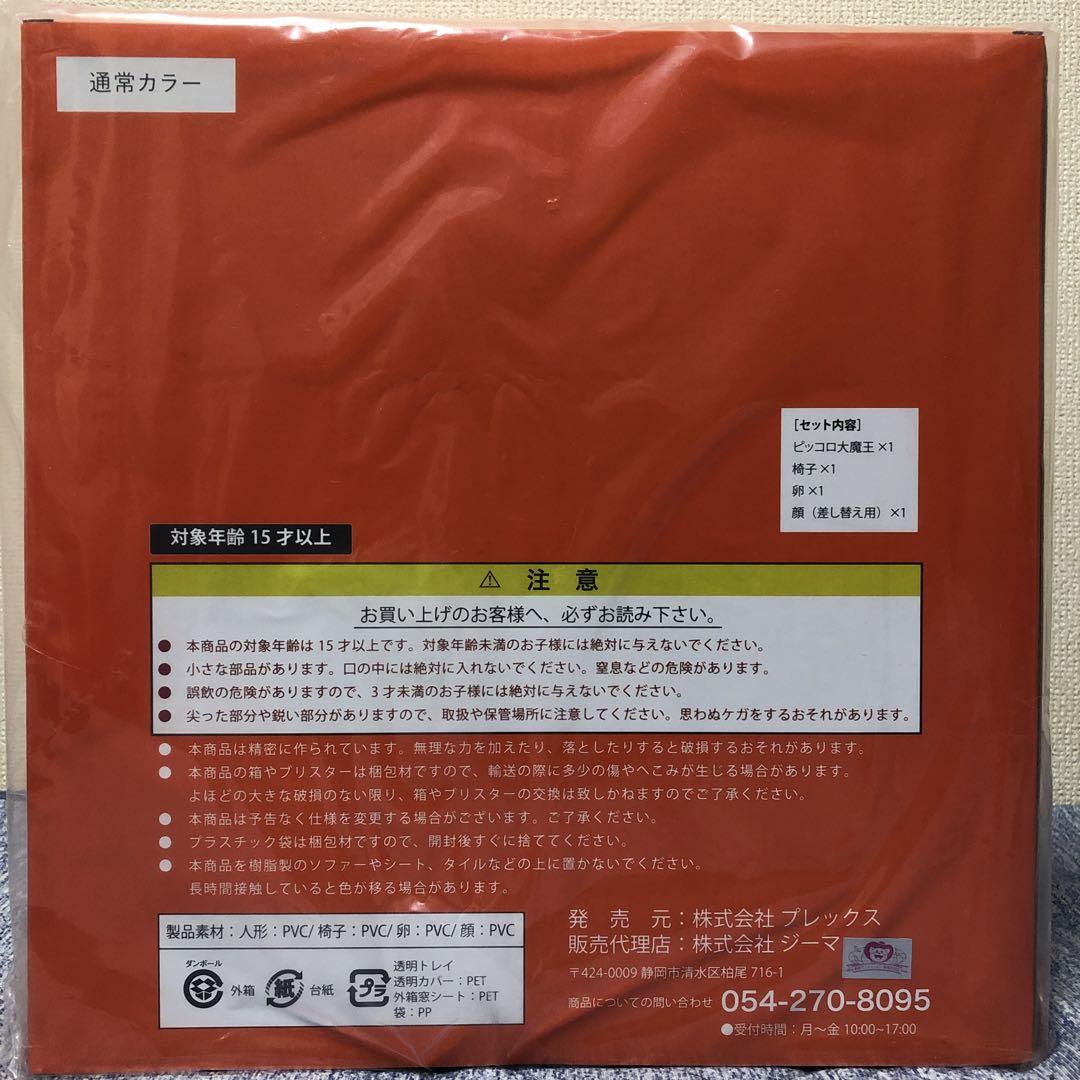 通常カラー
[セット内容]
ピッコロ大魔王×1
椅子×1
卵×1
顔（差し替え用）×1
対象年齢15才以上
⚠ 注 意
お買い上げのお客様へ、必ずお読み下さい。
● 本商品の対象年齢は15才以上です。対象年齢未満のお子様には絶対に与えないでください。
● 小さな部品があります。口の中には絶対に入れないでください。窒息などの危険があります。
● 誤飲の危険がありますので、3才未満のお子様には絶対に与えないでください。
● 尖った部分や鋭い部分がありますので、取扱や保管場所に注意してください。思わぬケガをするおそれがあります。
● 本商品は精密に作られています。無理な力を加えたり、落としたりすると破損するおそれがあります。
● 本商品の箱やブリスターは梱包材ですので、輸送の際に多少の傷やへこみが生じる場合があります。
よほどの大きな破損のない限り、箱やブリスターの交換は致しかねますのでご了承ください。
● 本商品は予告なく仕様を変更する場合がございます。ご了承ください。
● プラスチック袋は梱包材ですので、開封後すぐに捨ててください。
● 本商品を樹脂製のソファーやシート、タイルなどの上に置かないでください。
長時間接触していると色が移る場合があります。
製品素材：人形：PVC/ 椅子：PVC/ 卵：PVC/ 顔：PVC
ダンボール
外箱
紙
台紙
プラ
透明トレイ
透明カバー：PET
外箱窓シート：PET
袋：PP
発 売 元：株式会社 プレックス
販売代理店：株式会社 ジーマ
〒424-0009 静岡市清水区柏尾 716-1
商品についての問い合わせ 054-270-8095
●受付時間：月～金 10:00~17:00